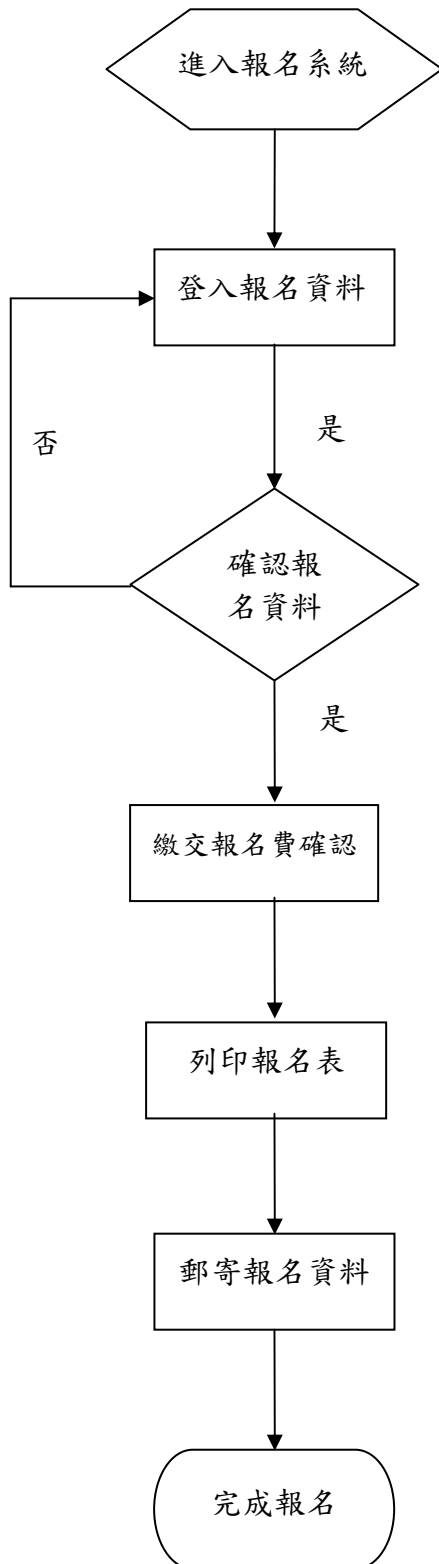 進入報名系統
登入報名資料
是
否
確認報
名資料
是
繳交報名費確認
列印報名表
郵寄報名資料
完成報名